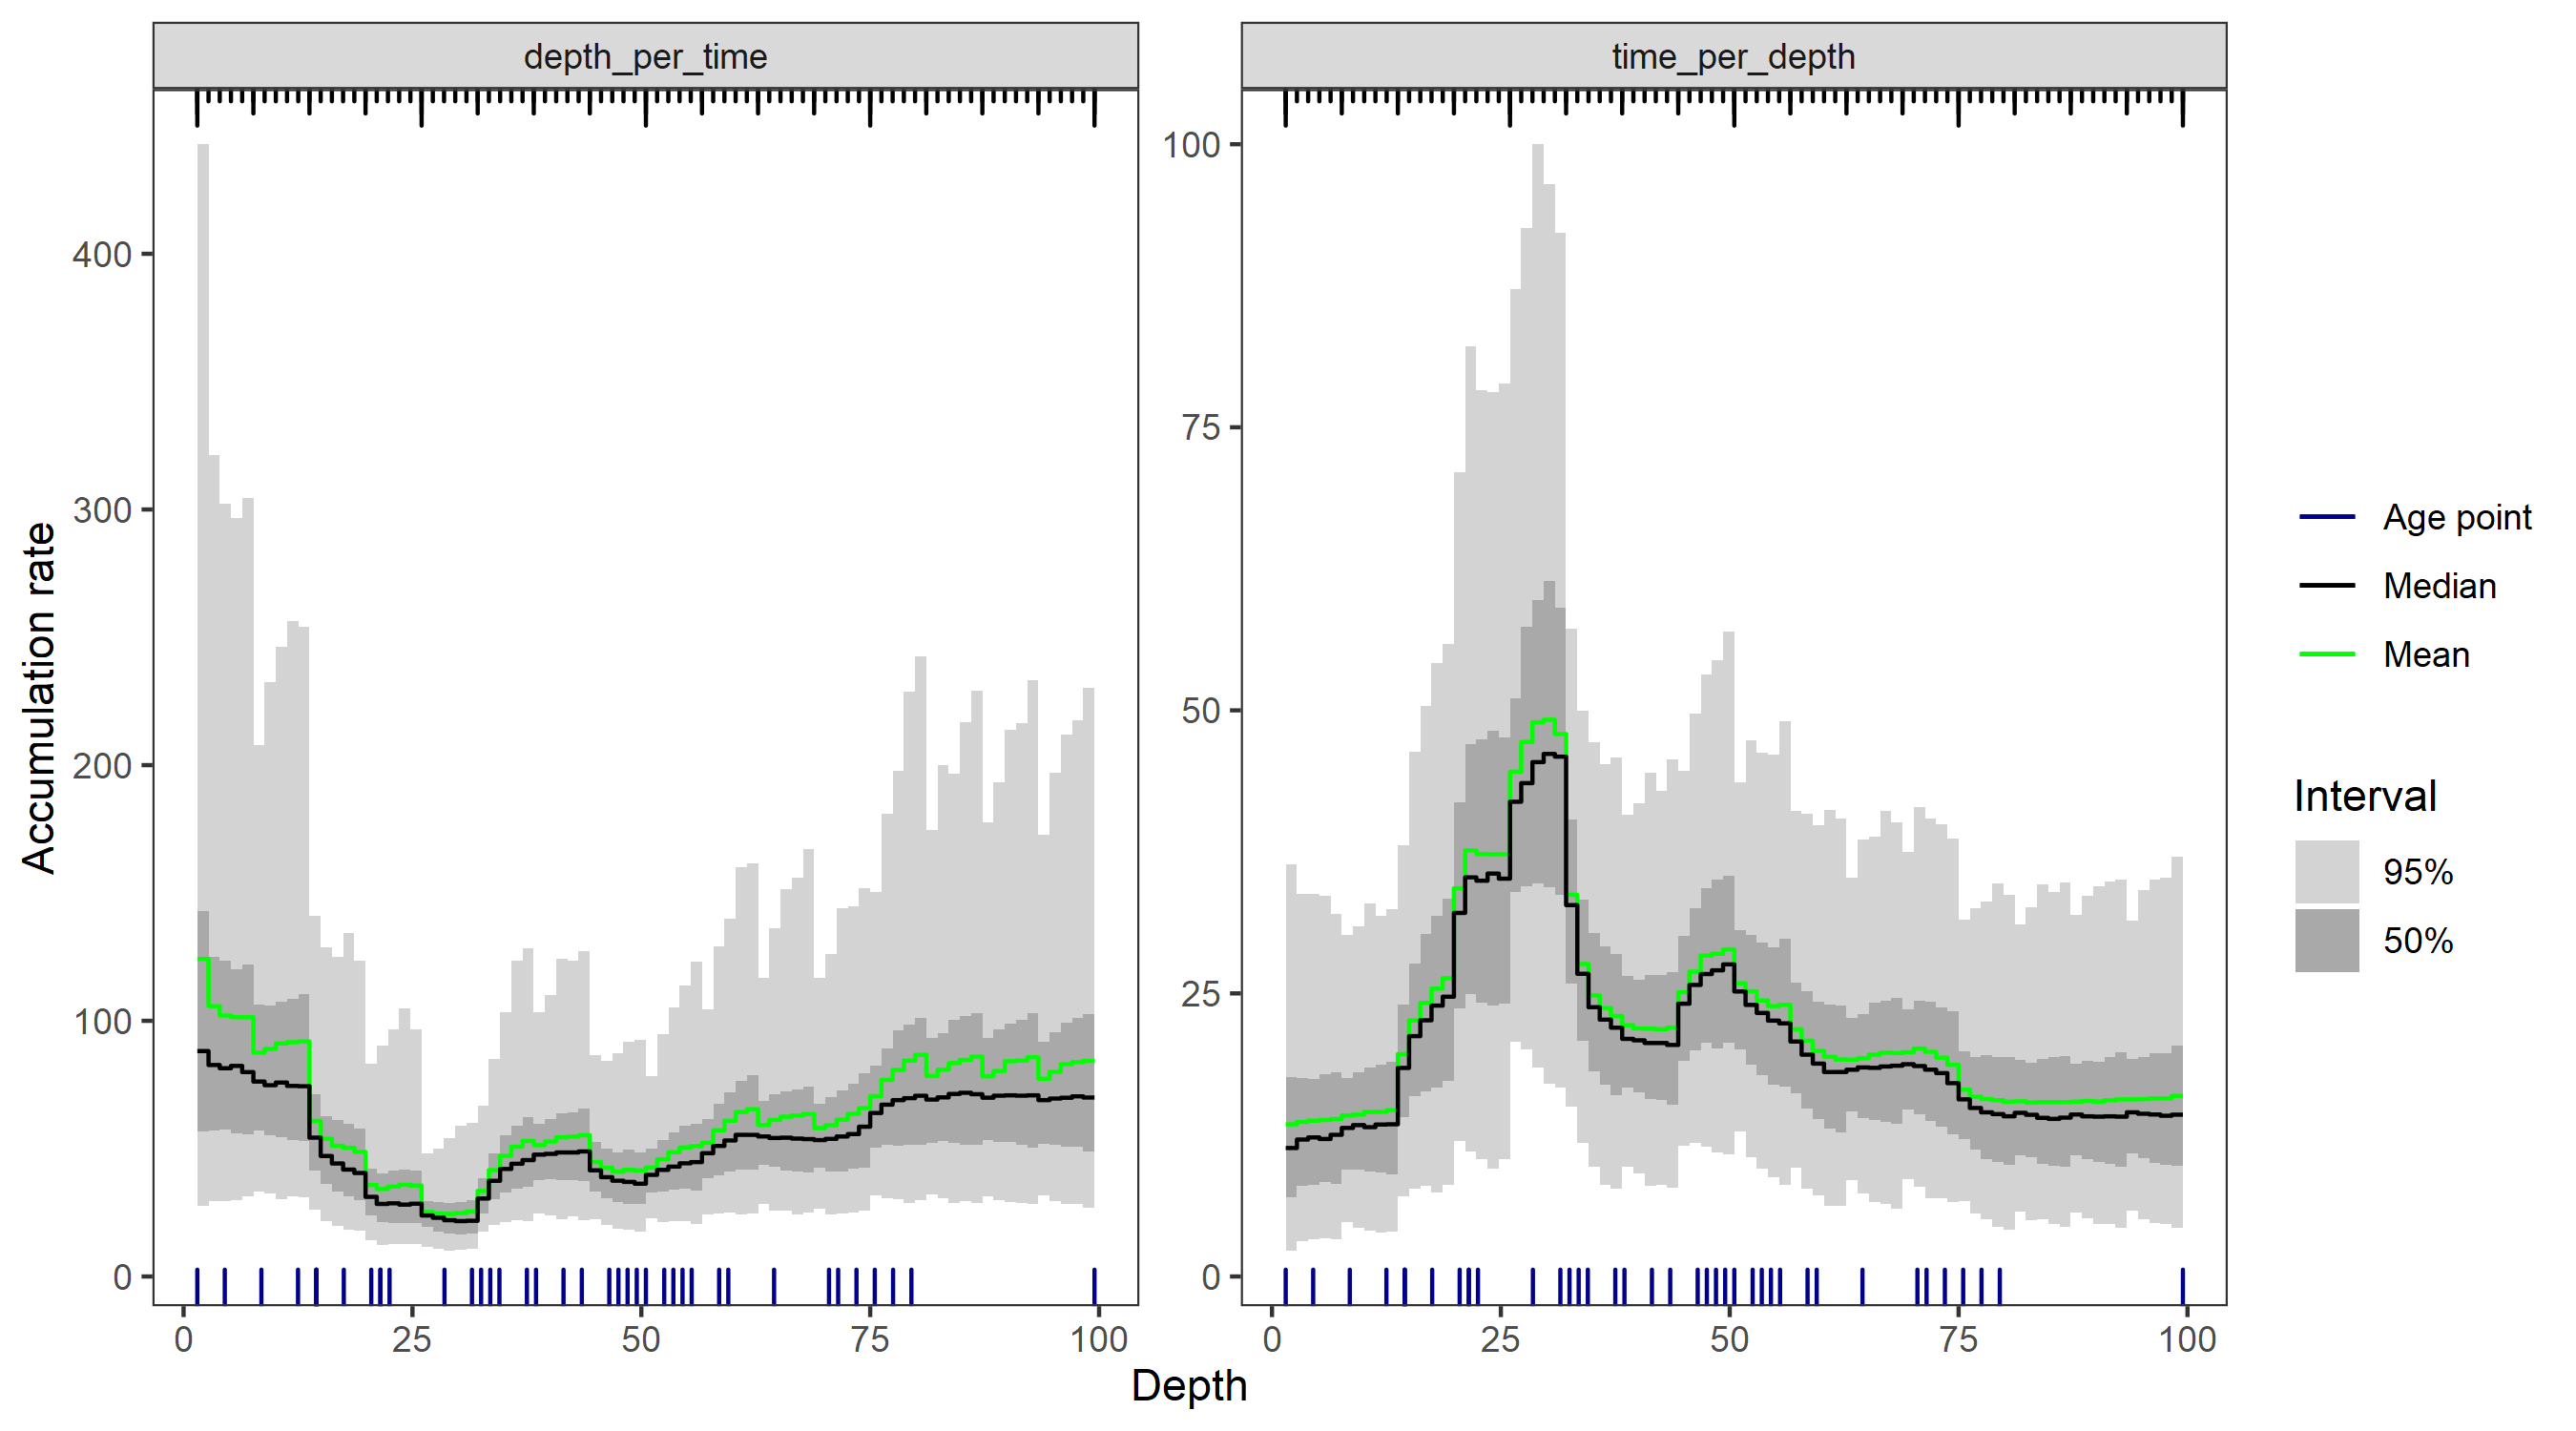 depth_per_time
time_per_depth
Accumulation rate
400
300
200
100
0
100
75
50
25
0
0 25 50 75 100
0 25 50 75 100
Depth
Age point
Median
Mean
Interval
95%
50%